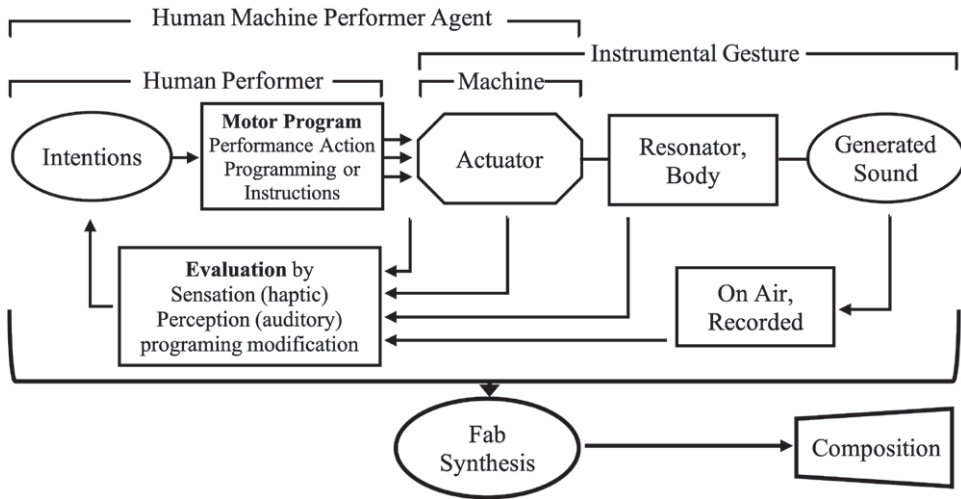 Human Machine Performer Agent
Instrumental Gesture
Human Performer
Machine
Intentions
Motor Program
Performance Action
Programming or
Instructions
Actuator
Resonator,
Body
Generated
Sound
Evaluation by
Sensation (haptic)
Perception (auditory)
programing modification
On Air,
Recorded
Fab
Synthesis
Composition